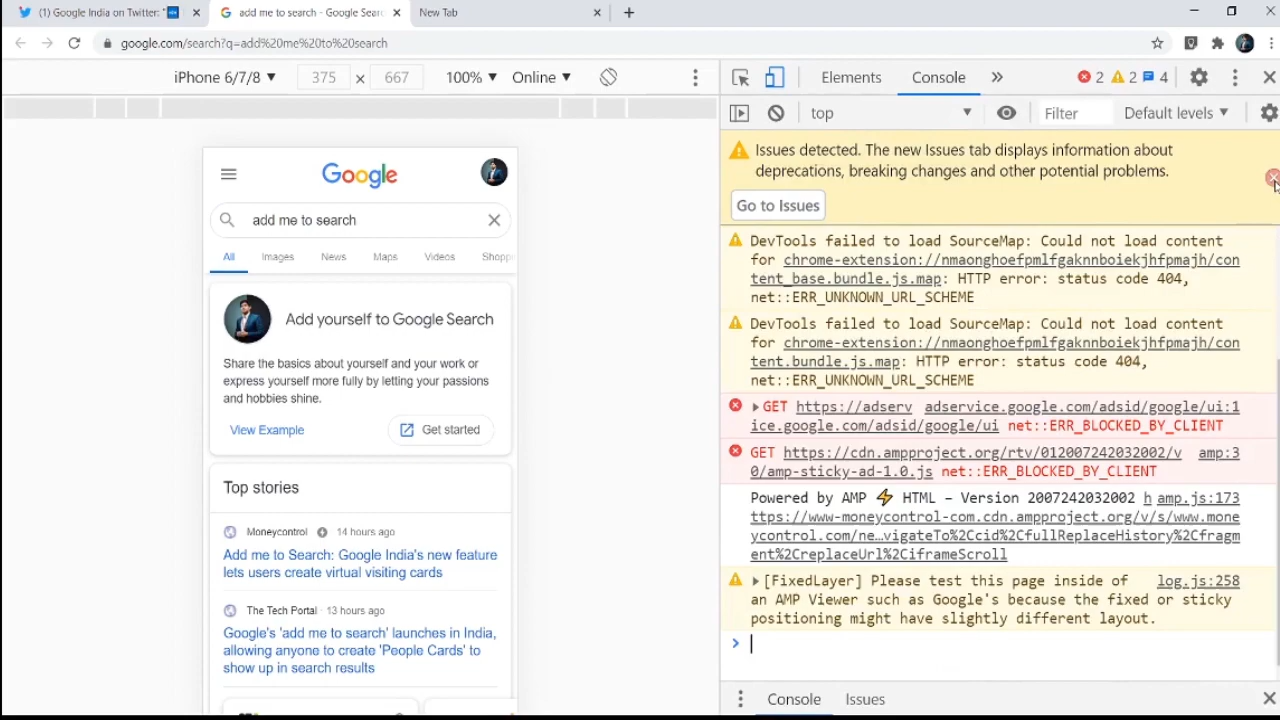 (1) Google India on Twitter: "
add me to search - Google Sear
New Tab
google.com/search?q=add%20me%20to%20search
iPhone 6/7/8 ▼
375
×
667
100% ▼
Online ▼
Elements
Console
»
2
2
4
top
Filter
Default levels ▼
Issues detected. The new Issues tab displays information about
deprecations, breaking changes and other potential problems.
Go to Issues
Google
add me to search
All
Images
News
Maps
Videos
Shopp
Add yourself to Google Search
Share the basics about yourself and your work or
express yourself more fully by letting your passions
and hobbies shine.
View Example
Get started
Top stories
Moneycontrol
14 hours ago
Add me to Search: Google India's new feature
lets users create virtual visiting cards
The Tech Portal · 13 hours ago
Google's 'add me to search' launches in India,
allowing anyone to create 'People Cards' to
show up in search results
DevTools failed to load SourceMap: Could not load content
for chrome-extension://nmaonghoefpmlfgaknnboiekjhfpmajh/con
tent_base.bundle.js.map: HTTP error: status code 404,
net::ERR_UNKNOWN_URL_SCHEME
DevTools failed to load SourceMap: Could not load content
for chrome-extension://nmaonghoefpmlfgaknnboiekjhfpmajh/con
tent.bundle.js.map: HTTP error: status code 404,
net::ERR_UNKNOWN_URL_SCHEME
GET https://adserv adservice.google.com/adsid/google/ui:1
ice.google.com/adsid/google/ui net::ERR_BLOCKED_BY_CLIENT
GET https://cdn.ampproject.org/rtv/012007242032002/v amp:3
0/amp-sticky-ad-1.0.js net::ERR_BLOCKED_BY_CLIENT
Powered by AMP ⚡ HTML – Version 2007242032002 h amp.js:173
ttps://www-moneycontrol-com.cdn.ampproject.org/v/s/www.mone
ycontrol.com/ne…vigateTo%2Ccid%2CfullReplaceHistory%2Cfragm
ent%2CreplaceUrl%2CiframeScroll
[FixedLayer] Please test this page inside of log.js:258
an AMP Viewer such as Google's because the fixed or sticky
positioning might have slightly different layout.
Console
Issues